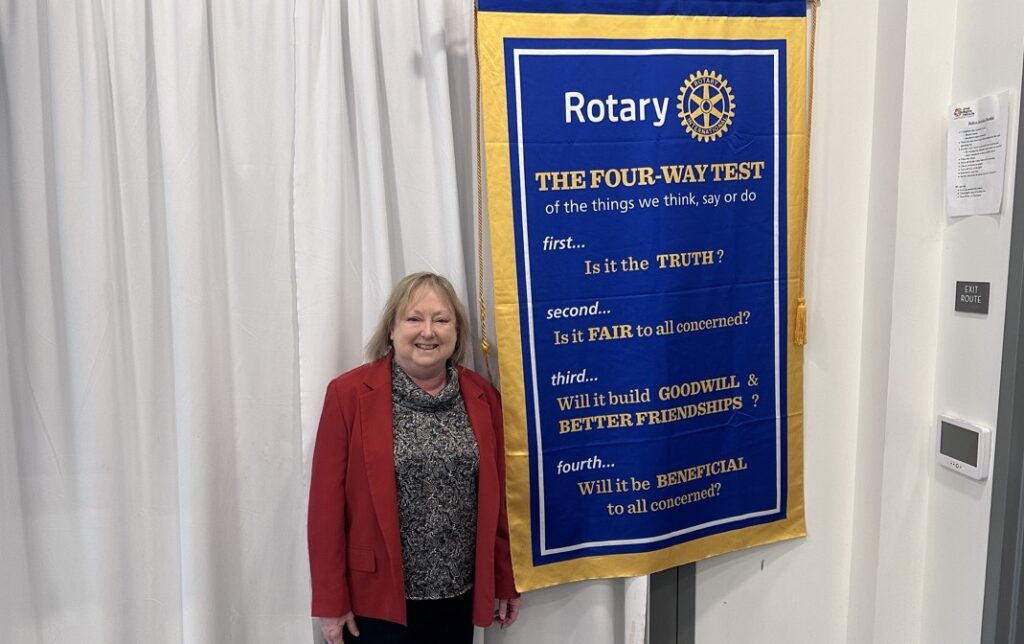 Rotary
ROTARY
INTERNATIONAL
THE FOUR-WAY TEST
of the things we think, say or do
first...
Is it the TRUTH?
second...
Is it FAIR to all concerned?
third...
Will it build GOODWILL &
BETTER FRIENDSHIPS ?
fourth...
Will it be BENEFICIAL
to all concerned?
EXIT
ROUTE